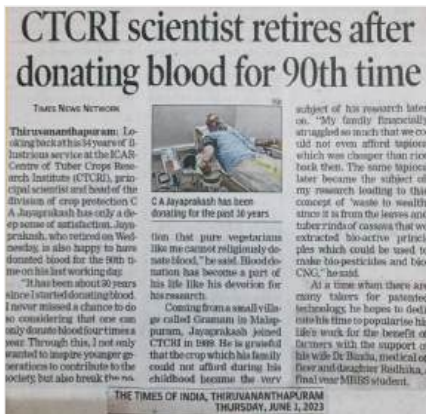 CTCRI scientist retires after
donating blood for 90th time
TIMES NEWS NETWORK
Thiruvananthapuram: Lo-
oking back at his 34 years of il-
lustrious service at the ICAR-
Centre of Tuber Crops Rese-
arch Institute (CTCRI), prin-
cipal scientist and head of the
division of crop protection C
A Jayaprakash has only a de-
ep sense of satisfaction. Jaya-
prakash, who retired on Wed-
nesday, is also happy to have
donated blood for the 90th ti-
me on his last working day.
"It has been about 30 years
since I started donating blood.
I never missed a chance to do
so considering that one can
only donate blood four times a
year. Through this, I not only
wanted to inspire younger ge-
nerations to contribute to the
society, but also break the no-
C A Jayaprakash has been
donating for the past 30 years
tion that pure vegetarians
like me cannot religiously do-
nate blood," he said. Blood do-
nation has become a part of
his life like his devotion for
his research.
Coming from a small villa-
ge called Gramam in Malap-
puram, Jayaprakash joined
CTCRI in 1989. He is grateful
that the crop which his family
could not afford during his
childhood became the very
subject of his research later
on. "My family financially
struggled so much that we co-
uld not even afford tapioca
which was cheaper than rice
back then. The same tapioca
later became the subject of
my research leading to this
concept of 'waste to wealth'
since it is from the leaves and
tuber rinds of cassava that we
extracted bio-active princi-
ples which could be used to
make bio-pesticides and bio
CNG," he said.
At a time when there are
many takers for patented
technology, he hopes to dedi-
cate his time to popularise his
life's work for the benefit of
farmers with the support of
his wife Dr Bindu, medical of-
ficer and daughter Radhika, a
final year MBBS student.
THE TIMES OF INDIA, THIRUVANANTHAPURAM
THURSDAY, JUNE 1, 2023